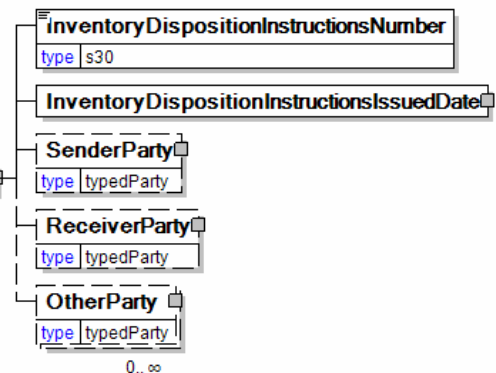 InventoryDispositionInstructionsNumber
type s30
InventoryDispositionInstructionsIssuedDate
SenderParty
type typedParty
ReceiverParty
type typedParty
OtherParty
type typedParty
0.. ∞